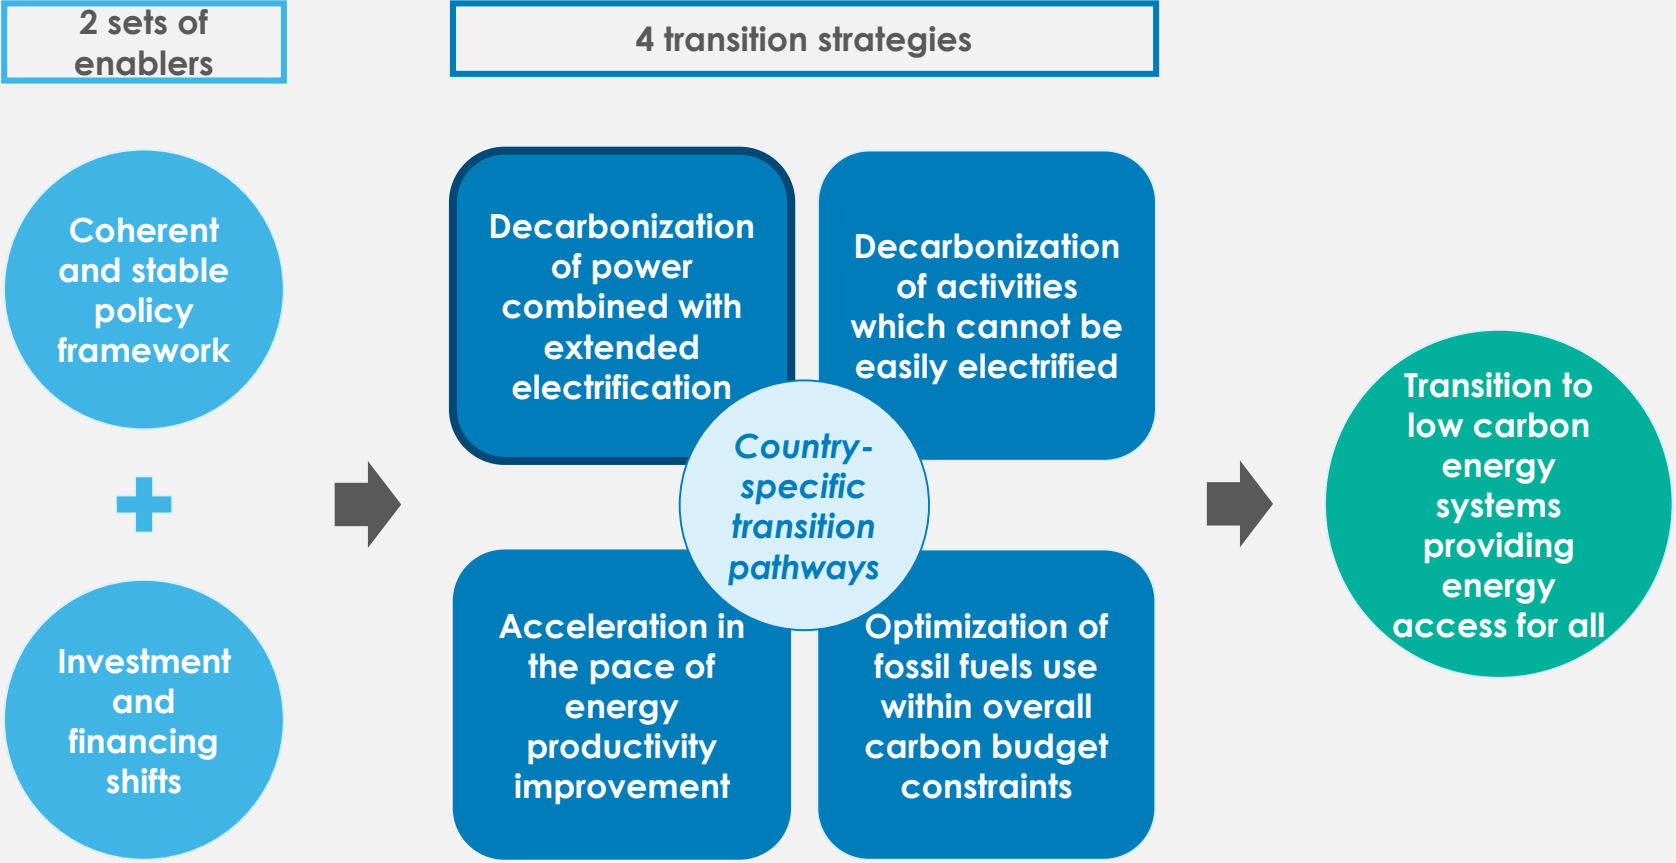 2 sets of
enablers
4 transition strategies
Coherent
and stable
policy
framework
Investment
and
financing
shifts
Decarbonization
of power
combined with
extended
electrification
Decarbonization
of activities
which cannot be
easily electrified
Country-
specific
transition
pathways
Acceleration in
the pace of
energy
productivity
improvement
Optimization of
fossil fuels use
within overall
carbon budget
constraints
Transition to
low carbon
energy
systems
providing
energy
access for all